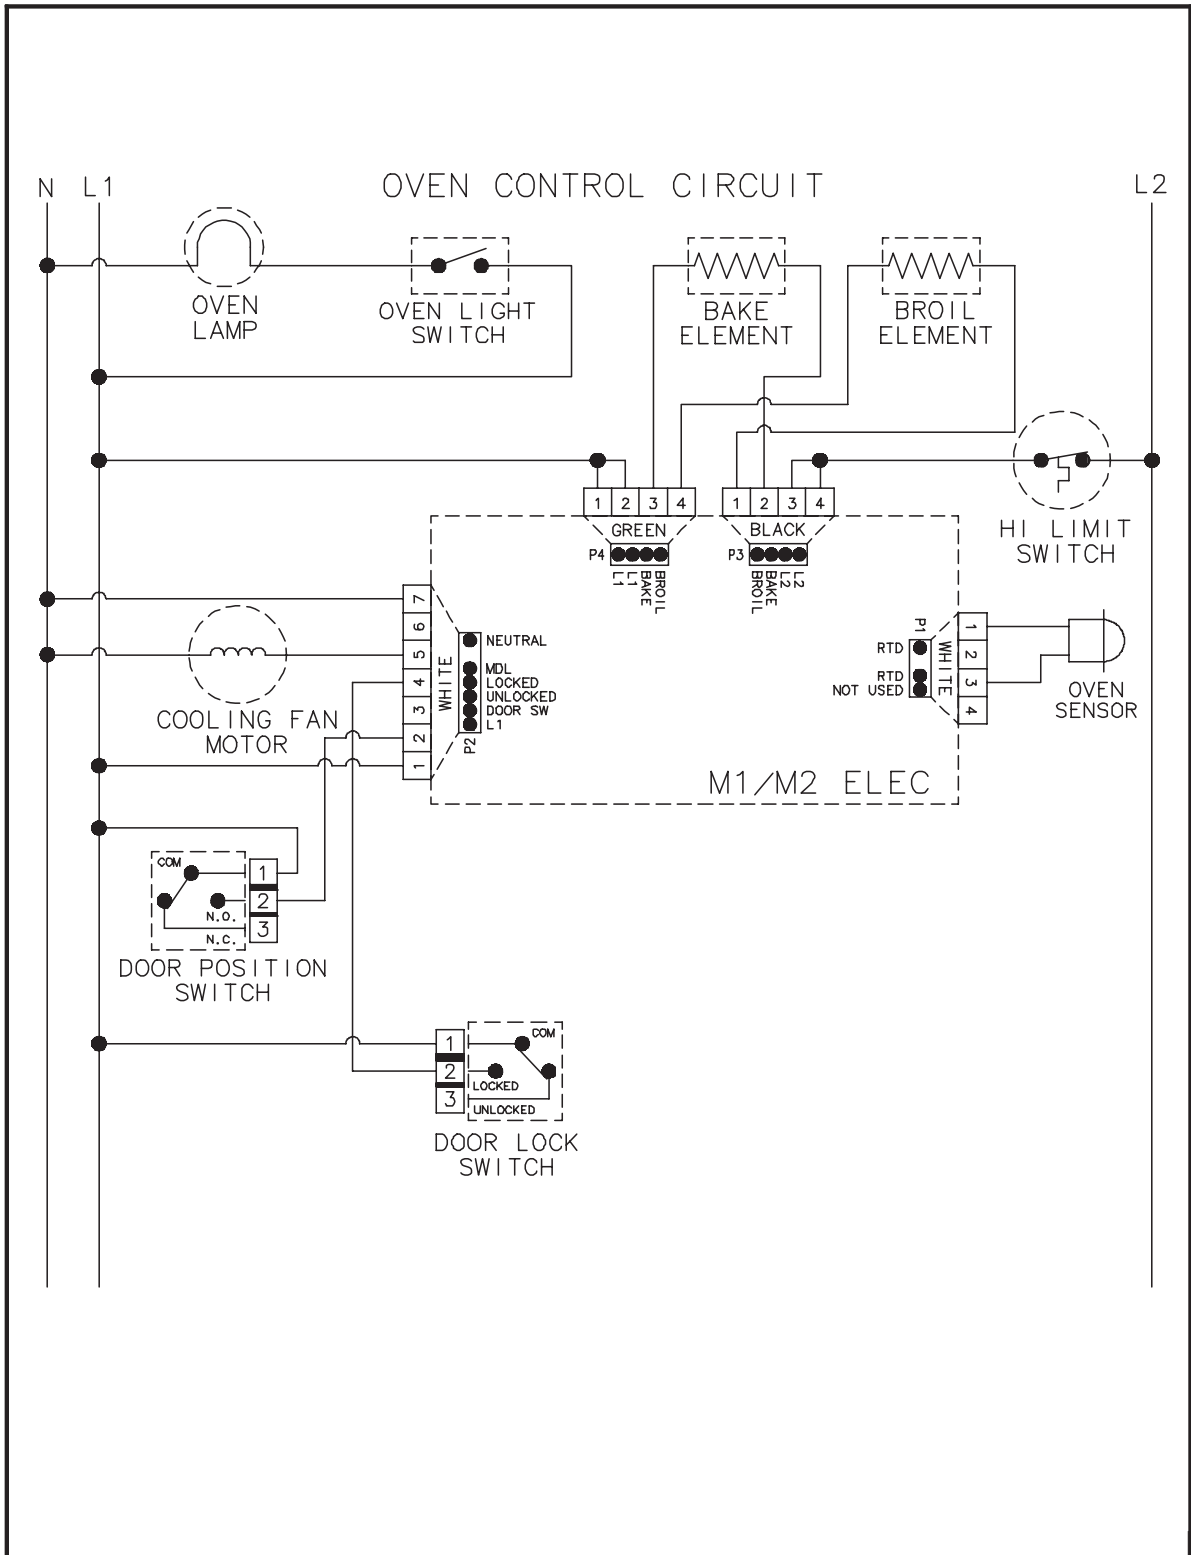 N L1 OVEN CONTROL CIRCUIT L2
OVEN
LAMP
OVEN LIGHT
SWITCH
BAKE
ELEMENT
BROIL
ELEMENT
HI LIMIT
SWITCH
1 2 3 4
GREEN
P4
L1
L1
BAKE
BROIL
1 2 3 4
BLACK
P3
BROIL
BAKE
L2
L2
7
6
5
4
3
2
1
WHITE
NEUTRAL
MDL
LOCKED
UNLOCKED
DOOR SW
L1
P2
P1
RTD
RTD
NOT USED
WHITE
1
2
3
4
OVEN
SENSOR
COOLING FAN
MOTOR
M1/M2 ELEC
COM
N.O.
N.C.
1
2
3
DOOR POSITION
SWITCH
1
2
3
COM
LOCKED
UNLOCKED
DOOR LOCK
SWITCH